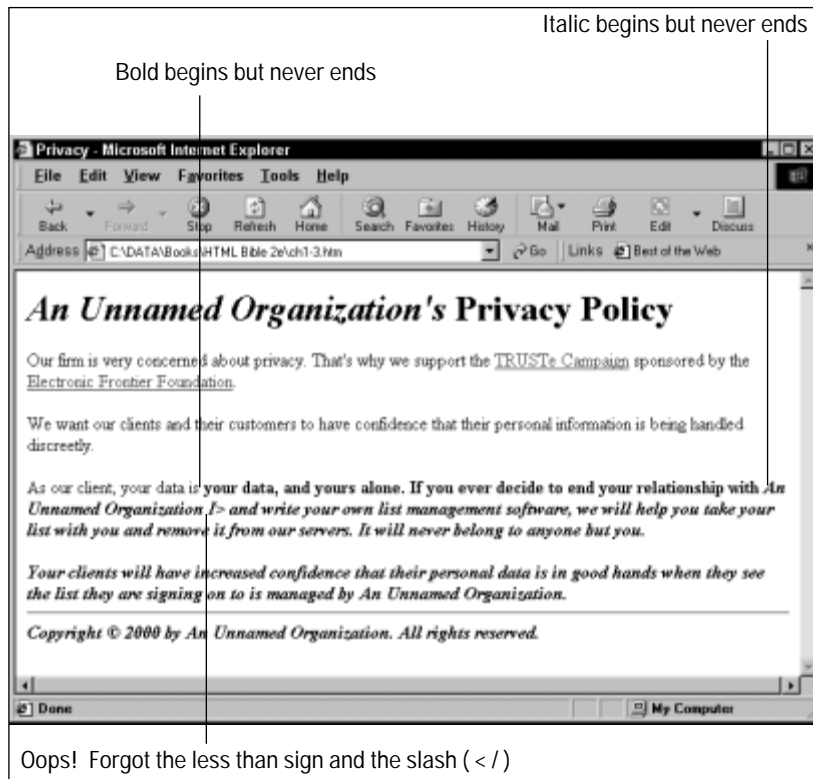 Italic begins but never ends
Bold begins but never ends
Privacy - Microsoft Internet Explorer
File Edit View Favorites Tools Help
Back Forward Stop Refresh Home Search Favorites History Mail Print Edit Discuss
Address C:\DATA\Books\HTML Bible 2e\ch1-3.htm Go Links Best of the Web
An Unnamed Organization's Privacy Policy
Our firm is very concerned about privacy. That's why we support the TRUSTe Campaign sponsored by the
Electronic Frontier Foundation.
We want our clients and their customers to have confidence that their personal information is being handled
discreetly.
As our client, your data is your data, and yours alone. If you ever decide to end your relationship with An
Unnamed Organization I> and write your own list management software, we will help you take your
list with you and remove it from our servers. It will never belong to anyone but you.
Your clients will have increased confidence that their personal data is in good hands when they see
the list they are signing on to is managed by An Unnamed Organization.
Copyright © 2000 by An Unnamed Organization. All rights reserved.
Done My Computer
Oops! Forgot the less than sign and the slash ( < / )